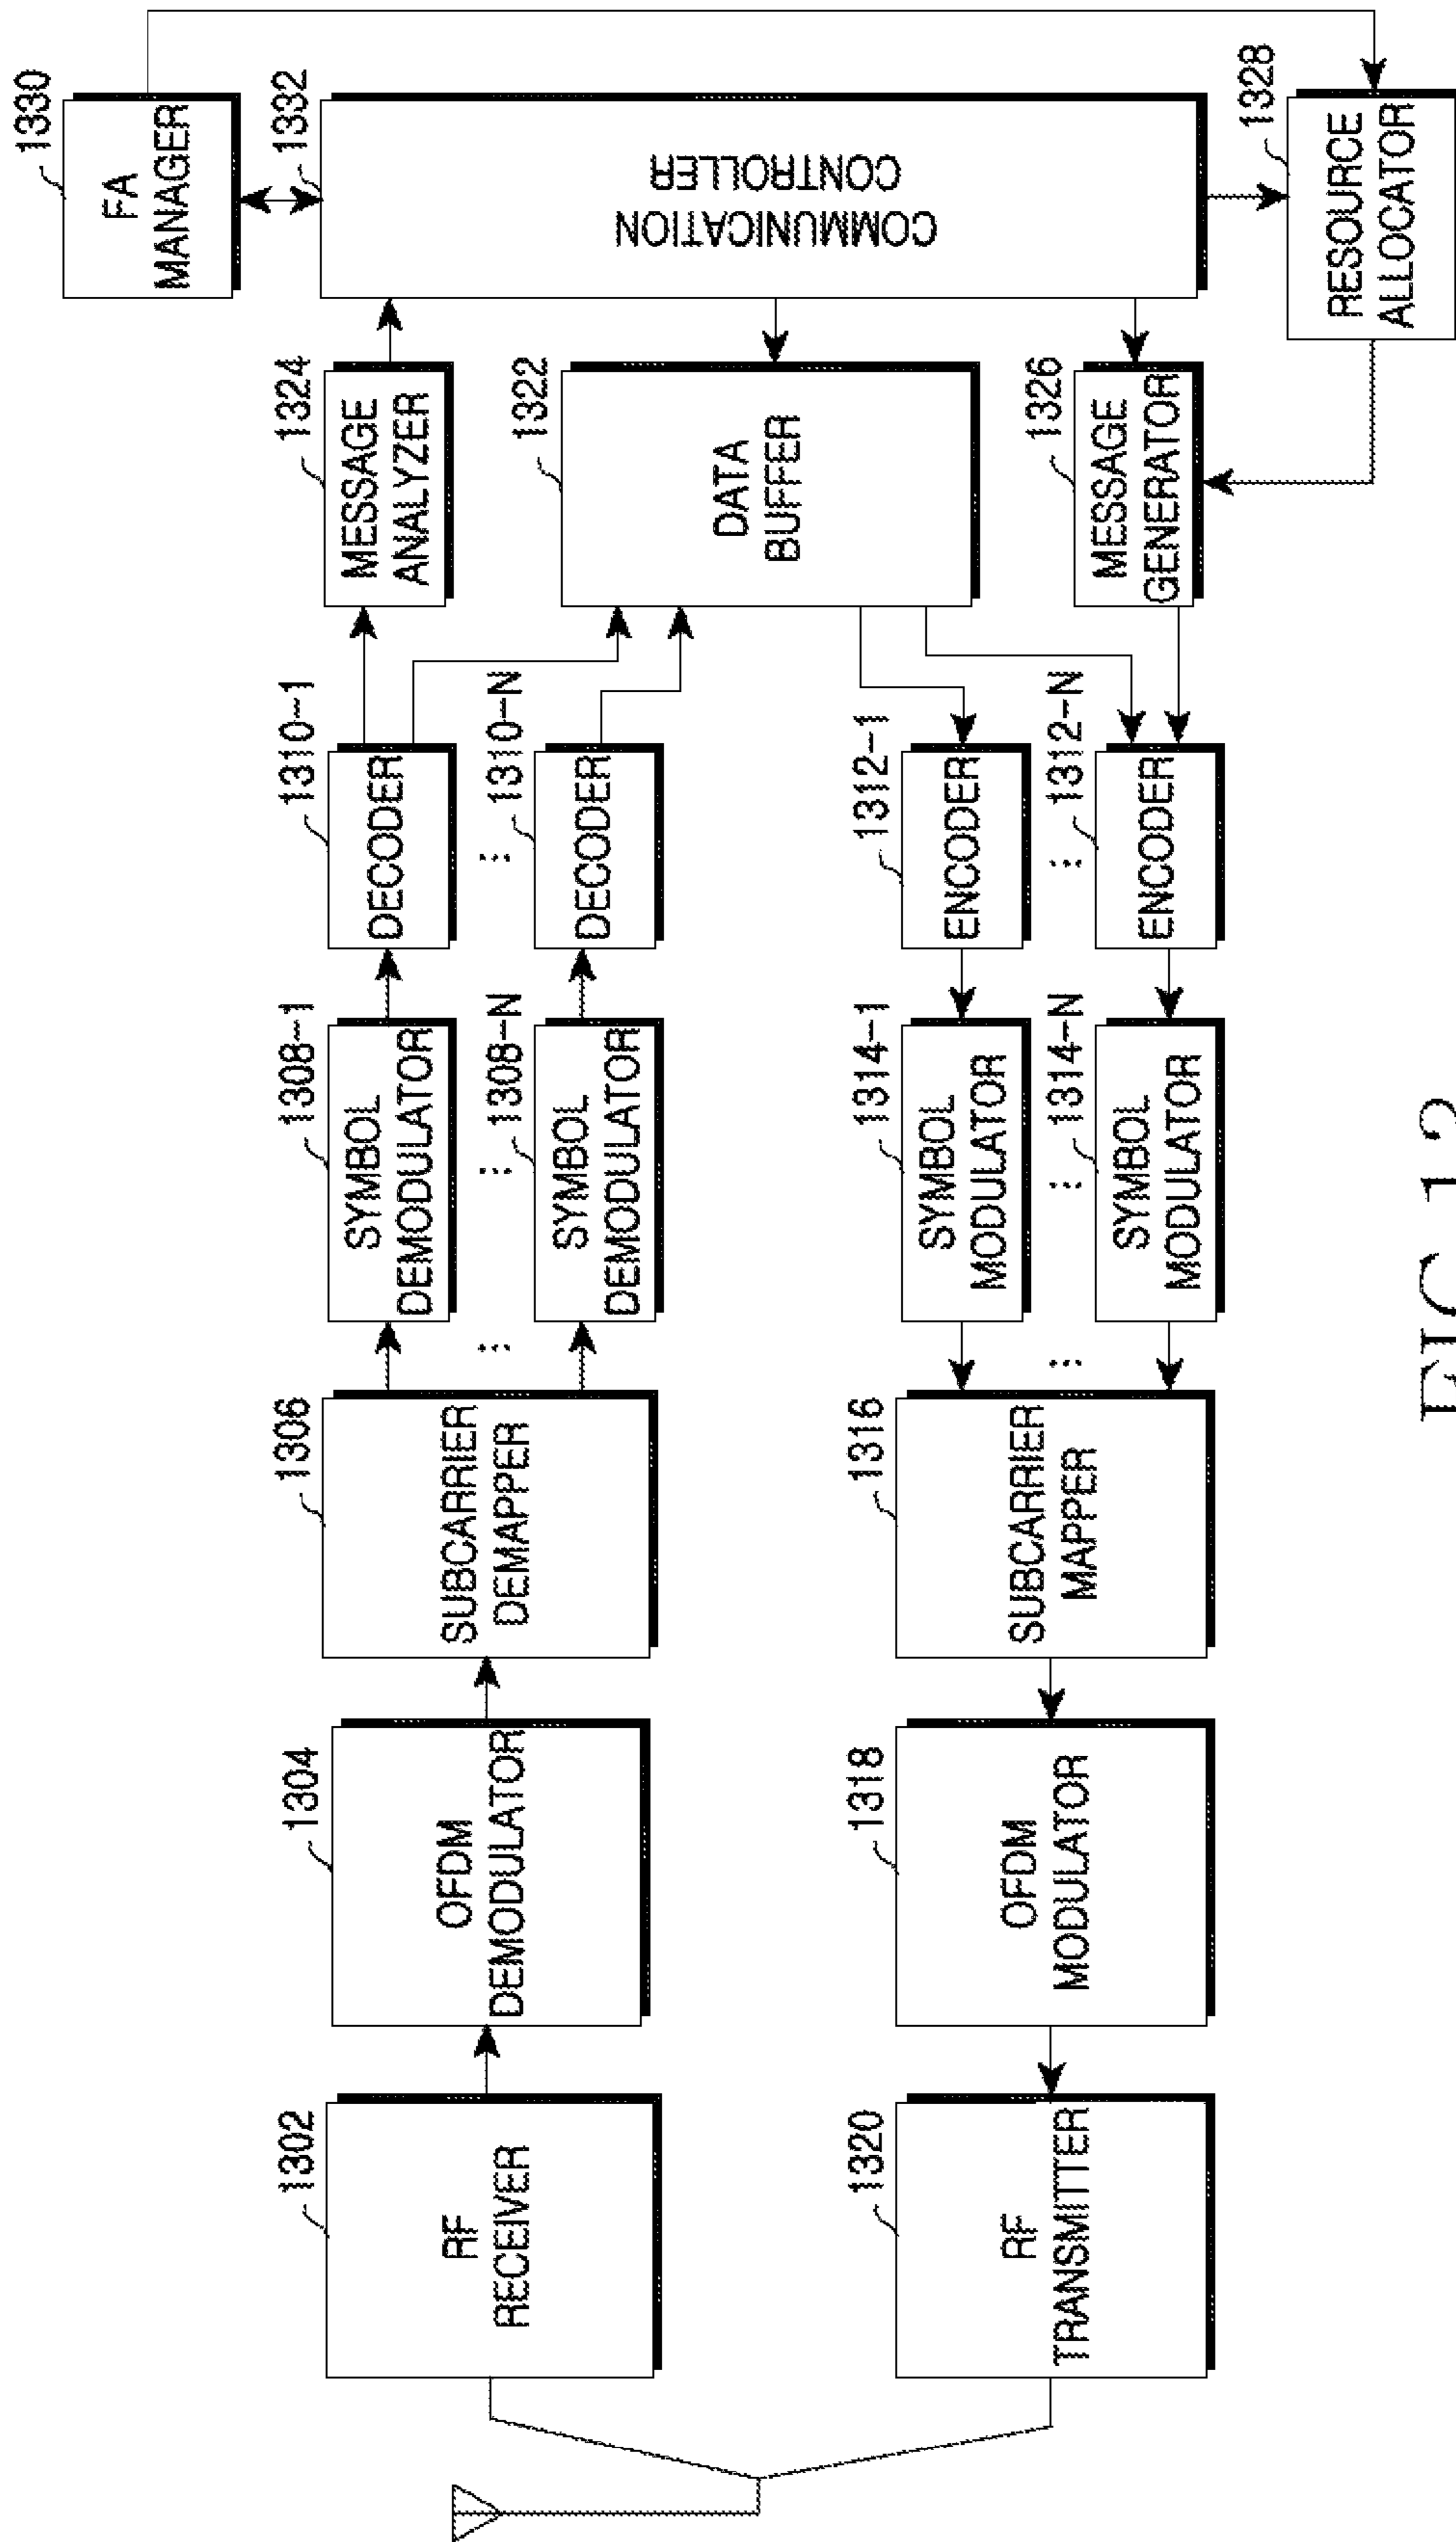 1330
FA
MANAGER
1302
RF
RECEIVER
1304
OFDM
DEMODULATOR
1306
SUBCARRIER
DEMAPPER
1308-1
SYMBOL
DEMODULATOR
1308-N
SYMBOL
DEMODULATOR
1310-1
DECODER
1310-N
DECODER
1324
MESSAGE
ANALYZER
1322
DATA
BUFFER
1332
COMMUNICATION
CONTROLLER
1320
RF
TRANSMITTER
1318
OFDM
MODULATOR
1316
SUBCARRIER
MAPPER
1314-1
SYMBOL
MODULATOR
1314-N
SYMBOL
MODULATOR
1312-1
ENCODER
1312-N
ENCODER
1326
MESSAGE
GENERATOR
1328
RESOURCE
ALLOCATOR